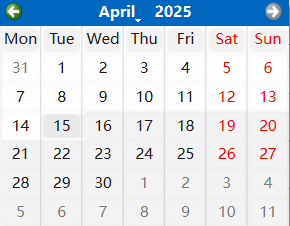 April 2025
Mon Tue Wed Thu Fri Sat Sun
31 1 2 3 4 5 6
7 8 9 10 11 12 13
14 15 16 17 18 19 20
21 22 23 24 25 26 27
28 29 30 1 2 3 4
5 6 7 8 9 10 11